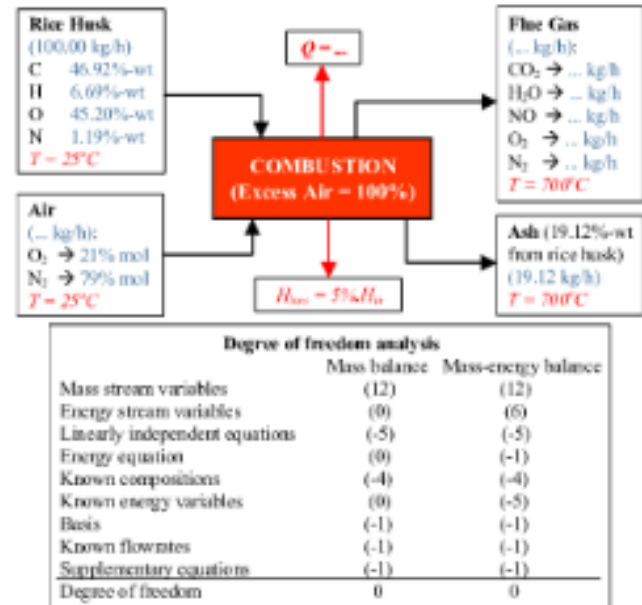 Rice Husk
(100.00 kg/h)
C 46.92%-wt
H 6.69%-wt
O 45.20%-wt
N 1.19%-wt
T = 25°C
Air
(... kg/h):
O₂ → 21% mol
N₂ → 79% mol
T = 25°C
Q = ...
COMBUSTION
(Excess Air = 100%)
= 5%
Flue Gas
(... kg/h):
CO₂ → ... kg/h
H₂O → ... kg/h
NO → ... kg/h
O₂ → ... kg/h
N₂ → ... kg/h
T = 700°C
Ash (19.12%-wt
from rice husk)
(19.12 kg/h)
T = 700°C
Degree of freedom analysis
Mass balance Mass-energy balance
Mass stream variables (12) (12)
Energy stream variables (0) (6)
Linearly independent equations (-5) (-5)
Energy equation (0) (-1)
Known compositions (-4) (-4)
Known energy variables (0) (-5)
Basis (-1) (-1)
Known flowrates (-1) (-1)
Supplementary equations (-1) (-1)
Degree of freedom 0 0